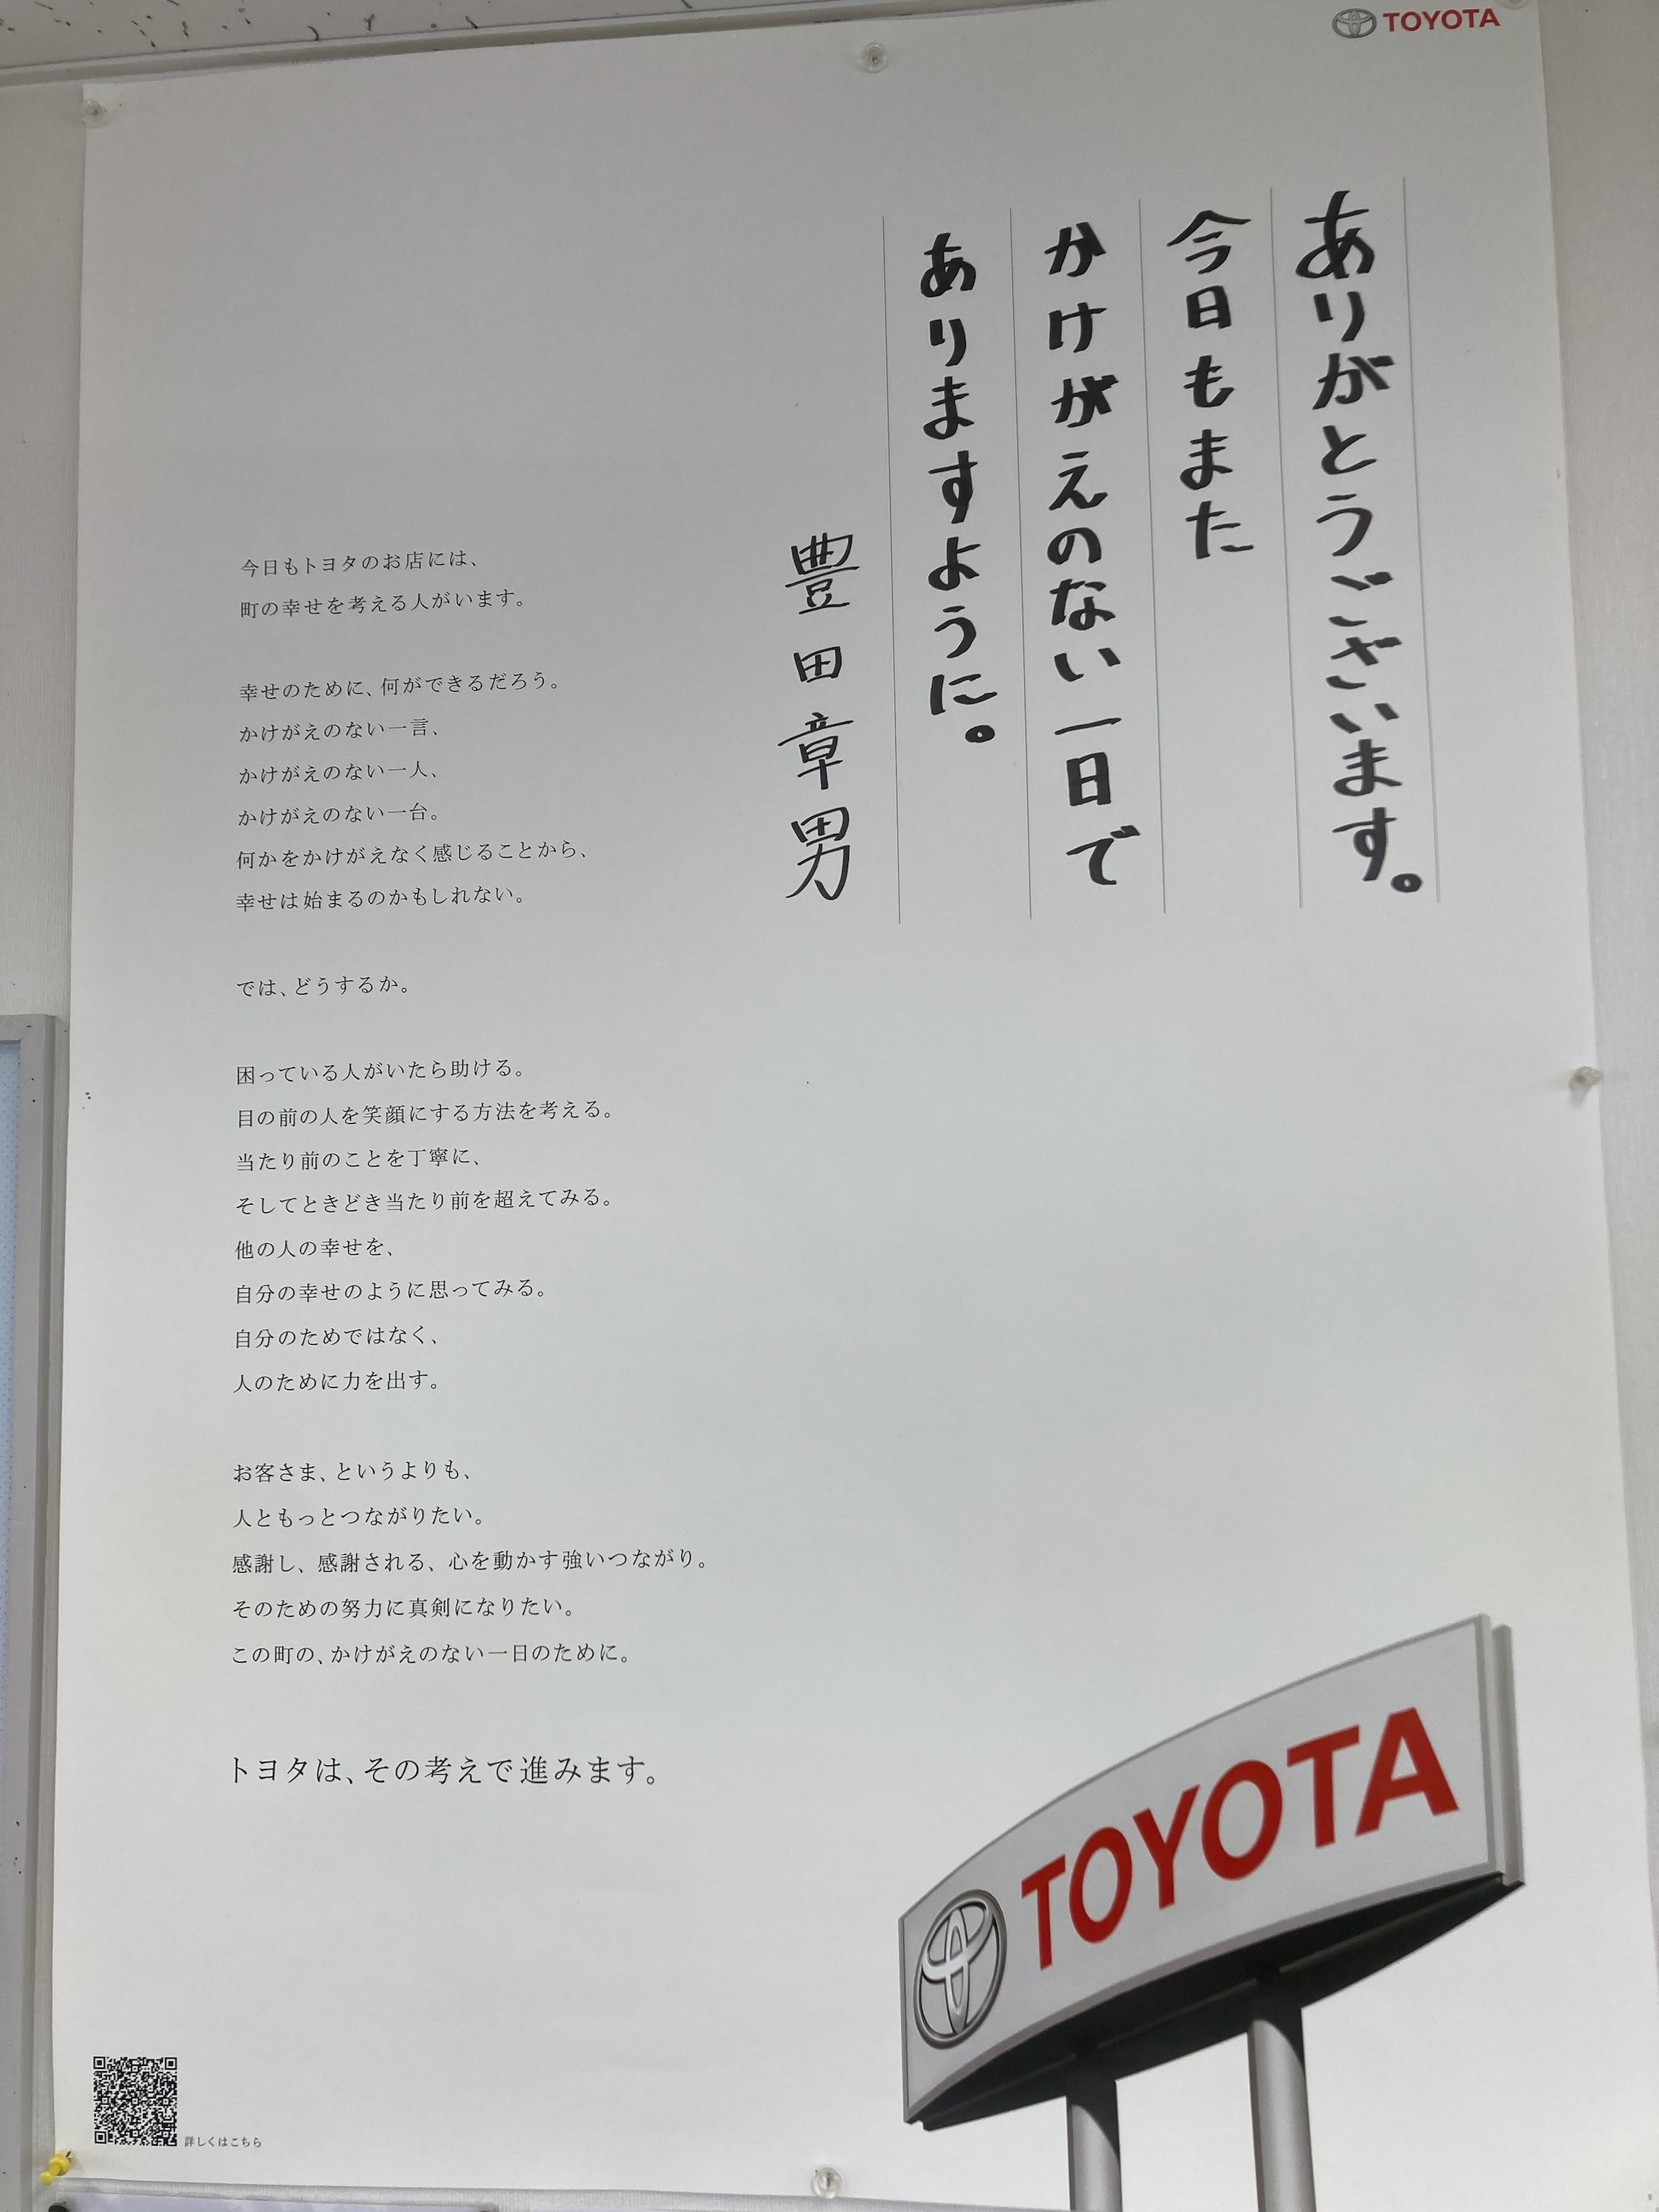 TOYOTA
ありがとうございます。
今日もまた
かけがえのない一日で
ありますように。
豊田章男
今日もトヨタのお店には、
町の幸せを考える人がいます。
幸せのために、何ができるだろう。
かけがえのない一言、
かけがえのない一人、
かけがえのない一台。
何かをかけがえなく感じることから、
幸せは始まるのかもしれない。
では、どうするか。
困っている人がいたら助ける。
目の前の人を笑顔にする方法を考える。
当たり前のことを丁寧に、
そしてときどき当たり前を超えてみる。
他の人の幸せを、
自分の幸せのように思ってみる。
自分のためではなく、
人のために力を出す。
お客さま、というよりも、
人ともっとつながりたい。
感謝し、感謝される、心を動かす強いつながり。
そのための努力に真剣になりたい。
この町の、かけがえのない一日のために。
トヨタは、その考えで進みます。
TOYOTA
詳しくはこちら